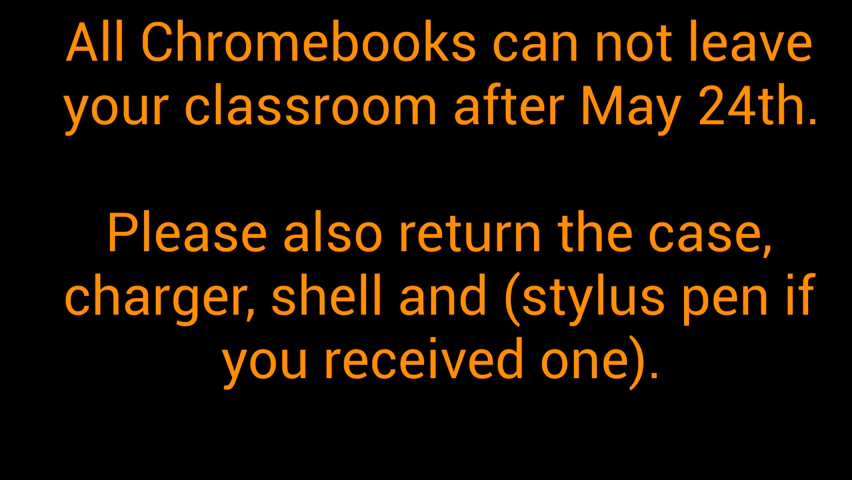 All Chromebooks can not leave
your classroom after May 24th.
Please also return the case,
charger, shell and (stylus pen if
you received one).